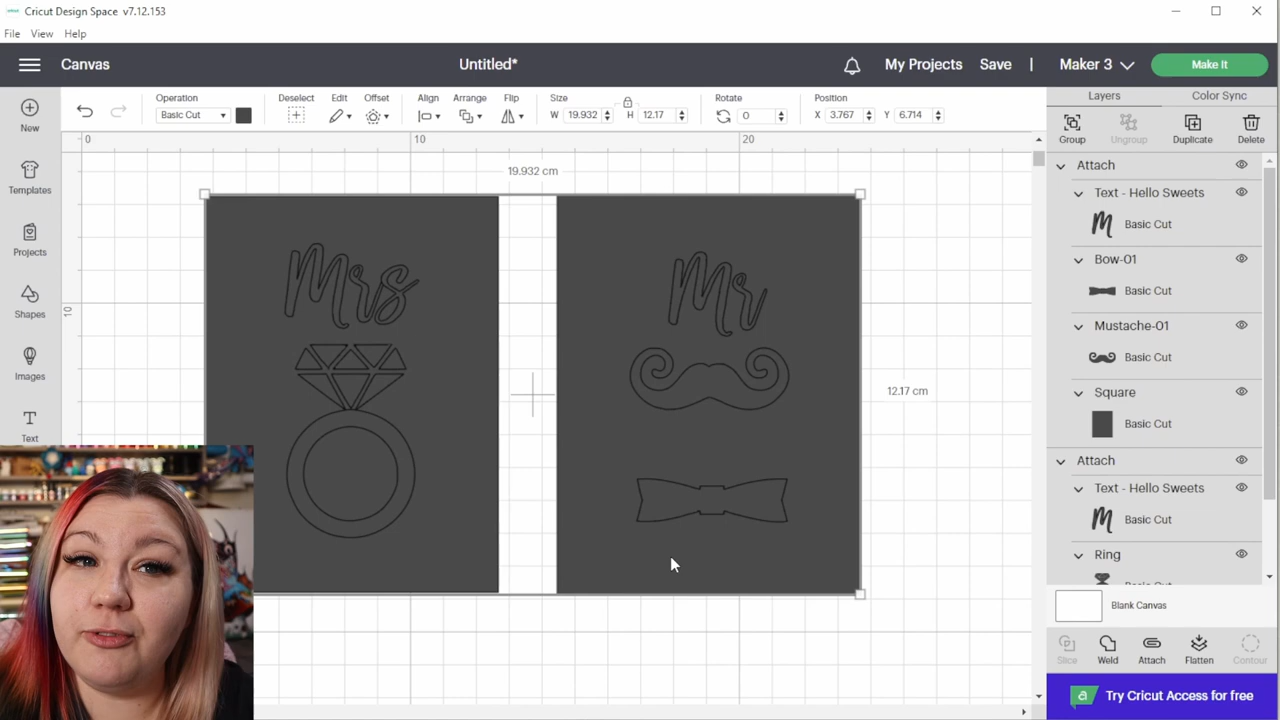 Cricut Design Space v7.12.153
File View Help
Canvas
Untitled*
My Projects Save | Maker 3 Make It
Operation
Basic Cut
Deselect
Edit
Offset
Align
Arrange
Flip
Size
W 19.932 H 12.17
Rotate
0
Position
X 3.767 Y 6.714
Layers Color Sync
Group Ungroup Duplicate Delete
New
Templates
Projects
Shapes
Images
Text
0 10 20
10
19.932 cm
12.17 cm
Mrs
Mr
Attach
Text - Hello Sweets
M Basic Cut
Bow-01
Basic Cut
Mustache-01
Basic Cut
Square
Basic Cut
Attach
Text - Hello Sweets
M Basic Cut
Ring
Basic Cut
Blank Canvas
Slice Weld Attach Flatten Contour
a Try Cricut Access for free